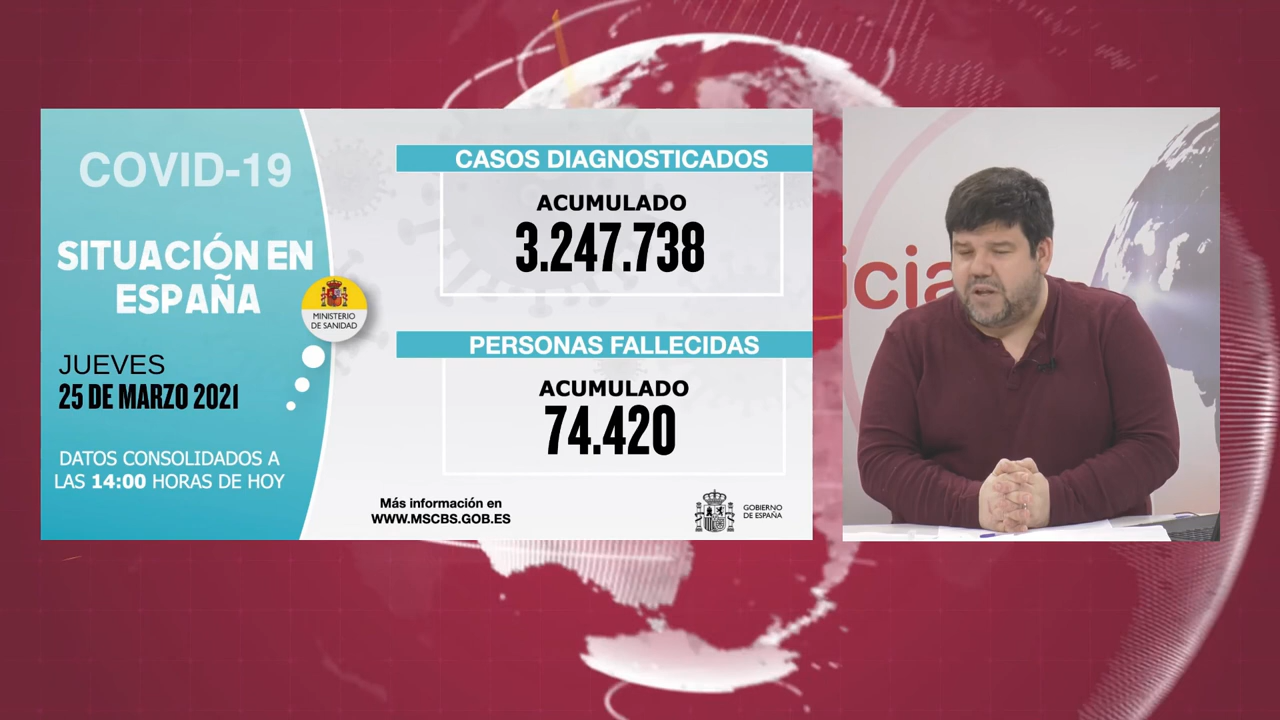 COVID-19
SITUACIÓN EN
ESPAÑA
MINISTERIO
DE SANIDAD
JUEVES
25 DE MARZO 2021
DATOS CONSOLIDADOS A
LAS 14:00 HORAS DE HOY
CASOS DIAGNOSTICADOS
ACUMULADO
3.247.738
PERSONAS FALLECIDAS
ACUMULADO
74.420
Más información en
WWW.MSCBS.GOB.ES
GOBIERNO
DE ESPAÑA
icia